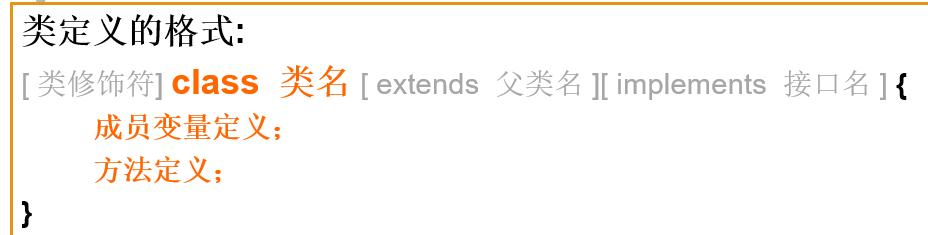 类定义的格式:
[ 类修饰符] class 类名 [ extends 父类名 ][ implements 接口名 ] {
成员变量定义;
方法定义;
}